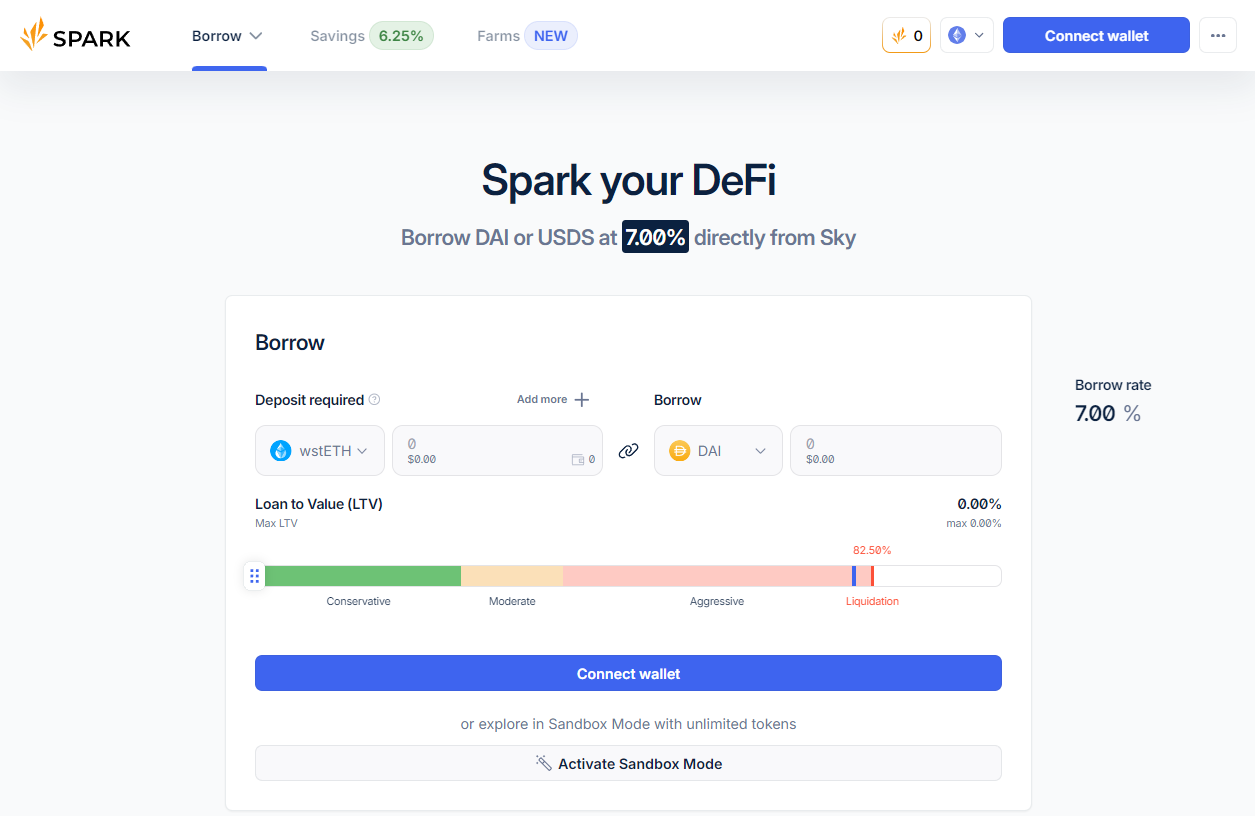 SPARK
Borrow
Savings 6.25%
Farms NEW
0
Connect wallet
Spark your DeFi
Borrow DAI or USDS at 7.00% directly from Sky
Borrow
Deposit required
Add more
Borrow
wstETH
0
$0.00
0
DAI
0
$0.00
Loan to Value (LTV)
0.00%
Max LTV
max 0.00%
82.50%
Conservative
Moderate
Aggressive
Liquidation
Connect wallet
or explore in Sandbox Mode with unlimited tokens
Activate Sandbox Mode
Borrow rate
7.00 %